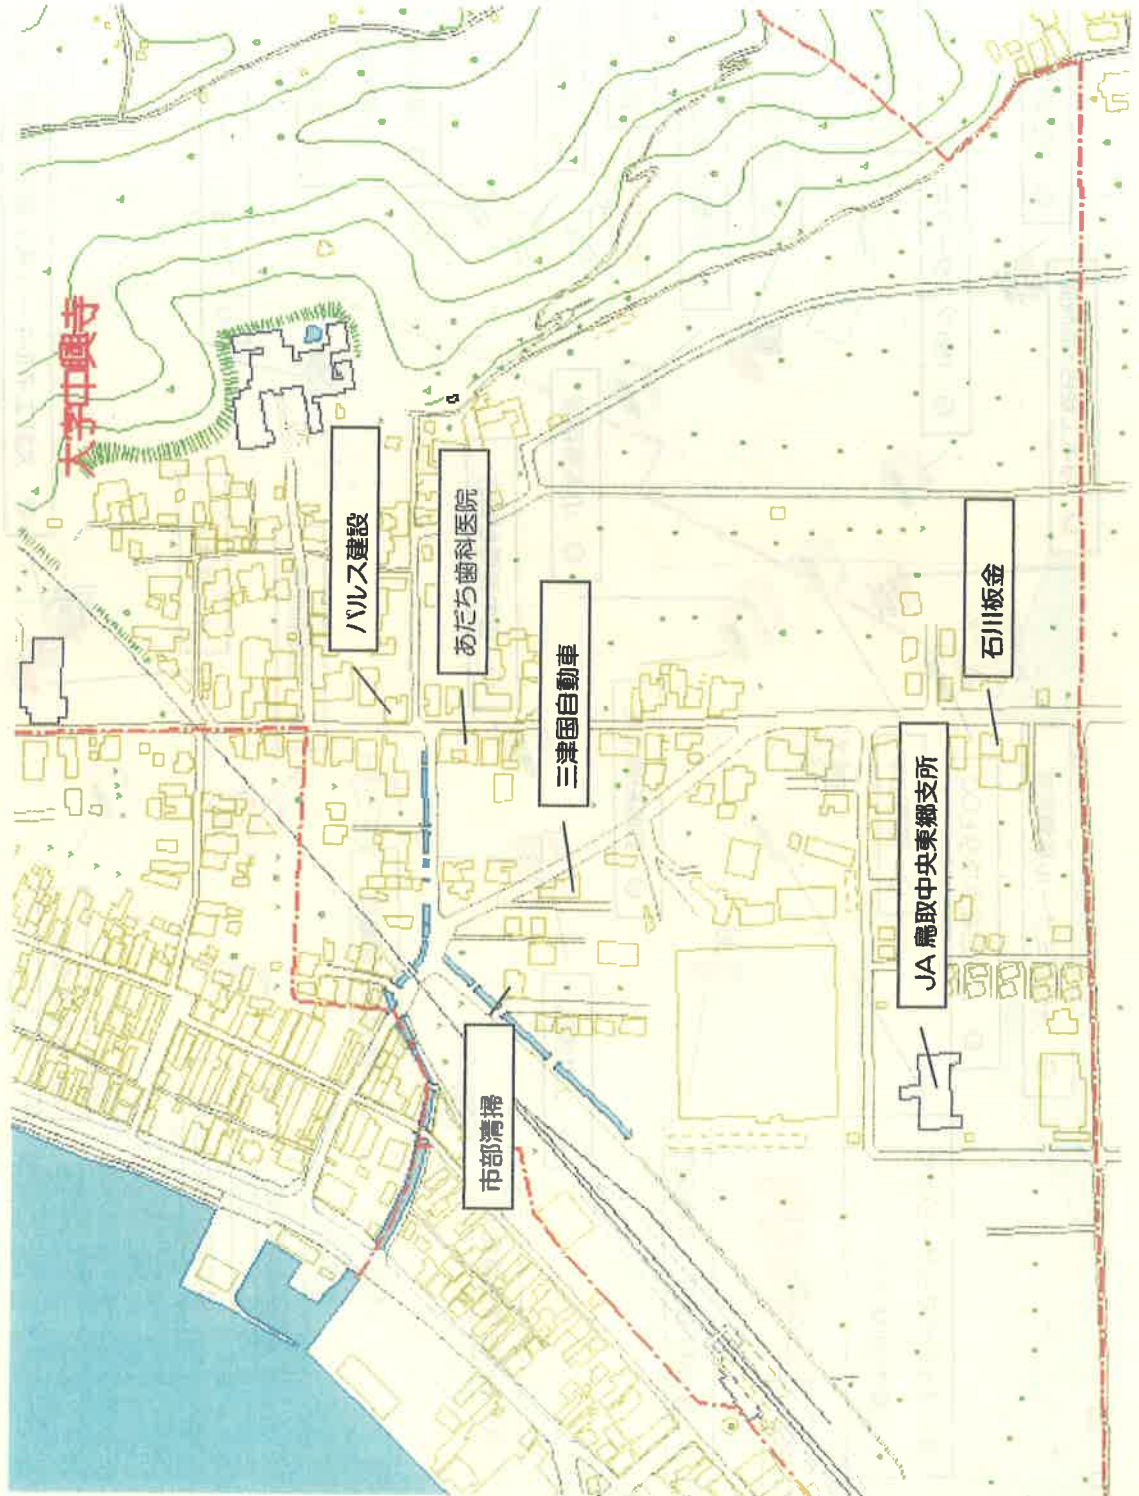 大字中興寺
バルス建設
あだち歯科医院
三津国自動車
石川板金
JA 鳥取中央東郷支所
市部清掃